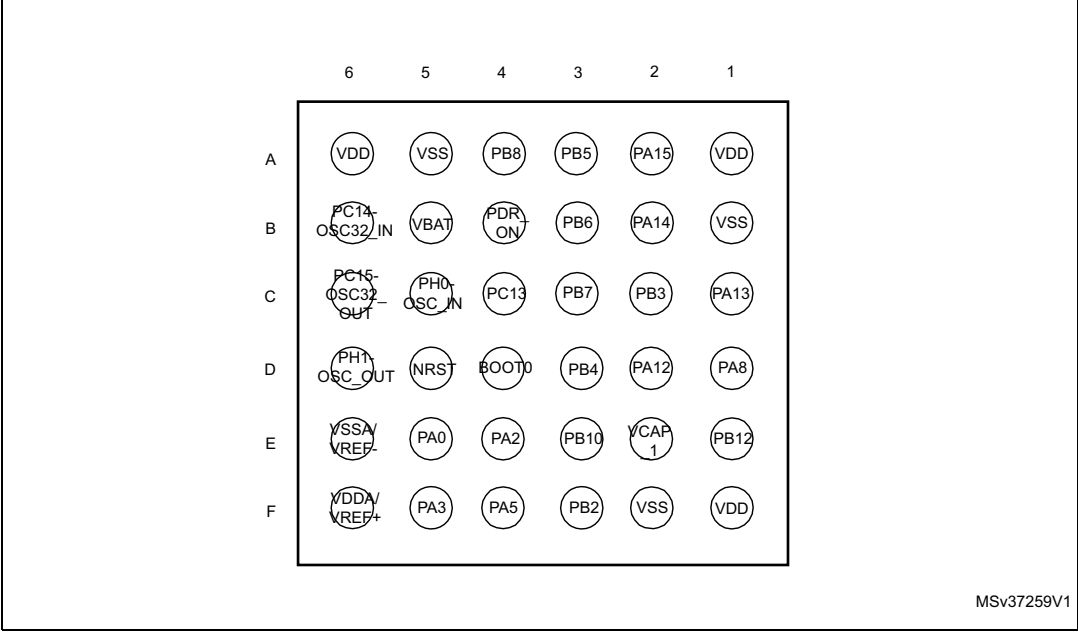 6 5 4 3 2 1
A VDD VSS PB8 PB5 PA15 VDD
B PC14-
OSC32_IN VBAT PDR_
ON PB6 PA14 VSS
C PC15-
OSC32_
OUT PH0-
OSC_IN PC13 PB7 PB3 PA13
D PH1-
OSC_OUT NRST BOOT0 PB4 PA12 PA8
E VSSA/
VREF- PA0 PA2 PB10 VCAP
_1 PB12
F VDDA/
VREF+ PA3 PA5 PB2 VSS VDD
MSv37259V1